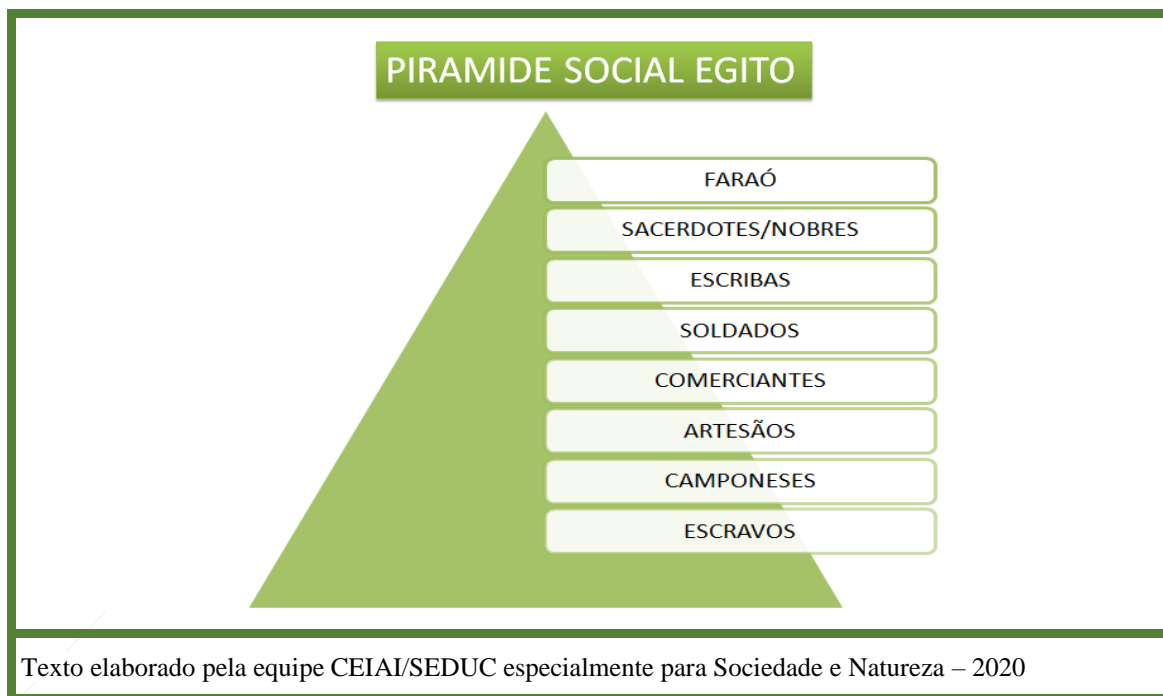 PIRAMIDE SOCIAL EGITO
FARAÓ
SACERDOTES/NOBRES
ESCRIBAS
SOLDADOS
COMERCIANTES
ARTESÃOS
CAMPONESES
ESCRAVOS
Texto elaborado pela equipe CEIAI/SEDUC especialmente para Sociedade e Natureza – 2020